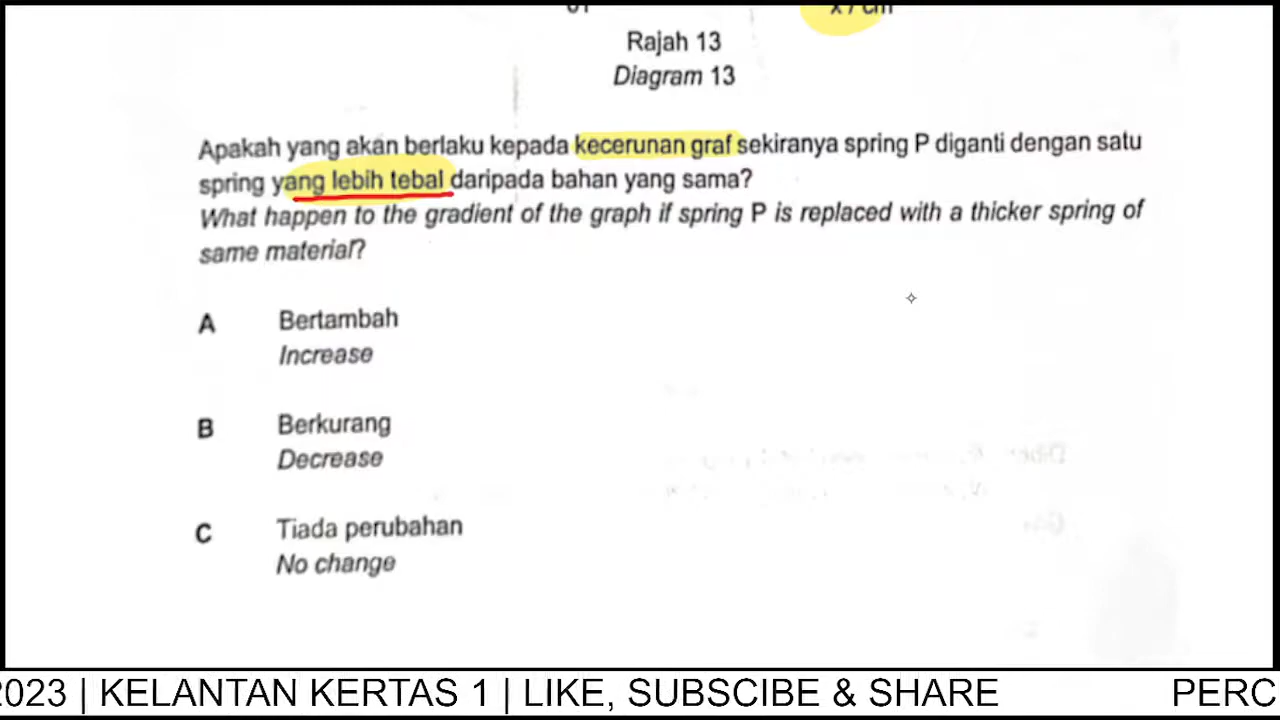 x / cm
Rajah 13
Diagram 13
Apakah yang akan berlaku kepada kecerunan graf sekiranya spring P diganti dengan satu
spring yang lebih tebal daripada bahan yang sama?
What happen to the gradient of the graph if spring P is replaced with a thicker spring of
same material?
A Bertambah
Increase
B Berkurang
Decrease
C Tiada perubahan
No change
2023 | KELANTAN KERTAS 1 | LIKE, SUBSCIBE & SHARE PERC